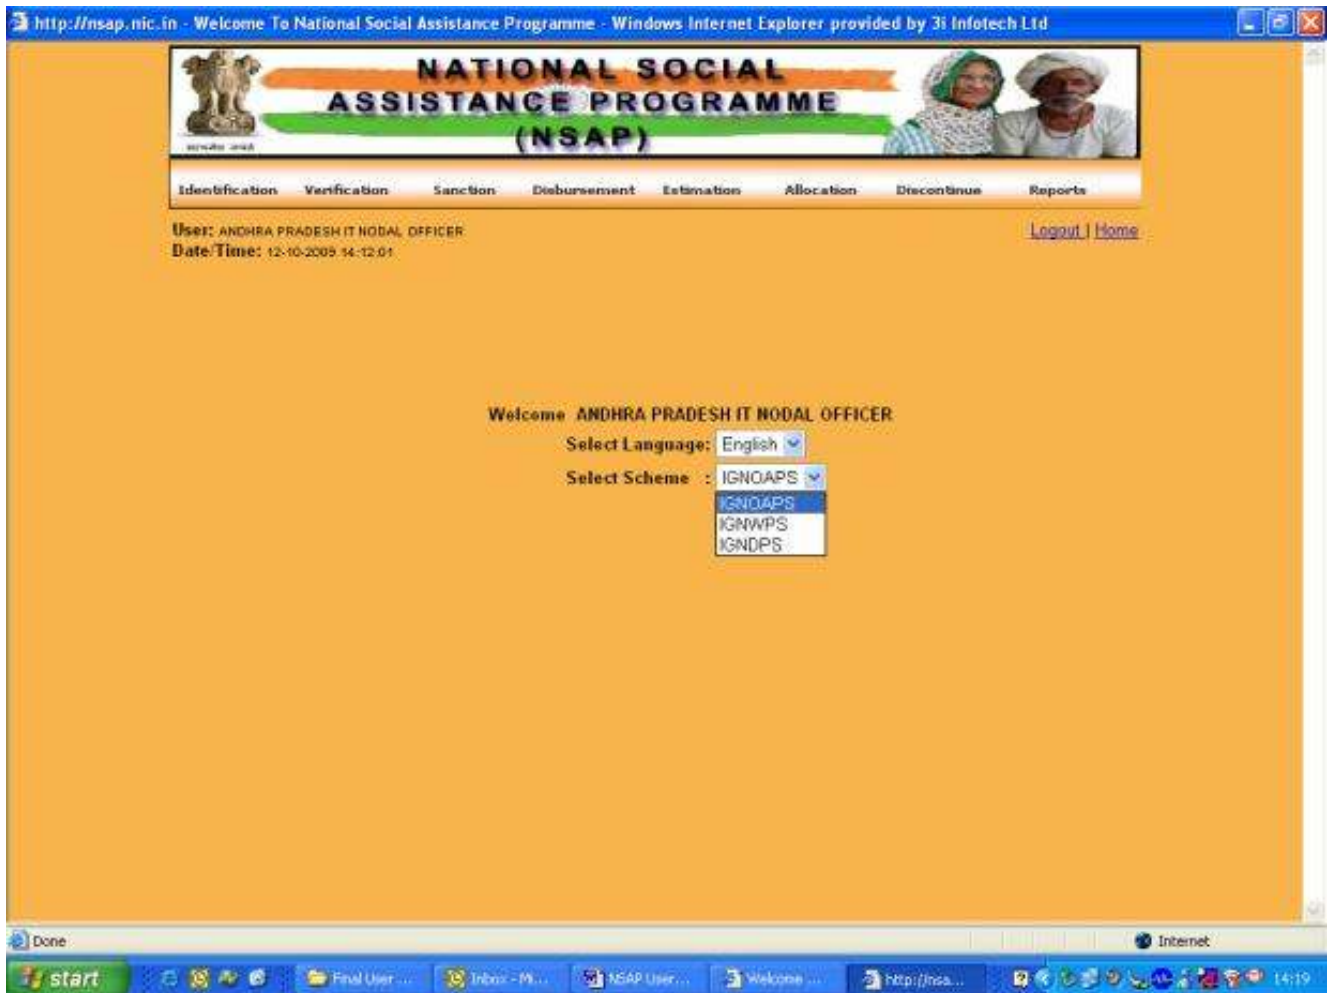 http://nsap.nic.in - Welcome To National Social Assistance Programme - Windows Internet Explorer provided by 3i Infotech Ltd
NATIONAL SOCIAL
ASSISTANCE PROGRAMME
(NSAP)
Identification Verification Sanction Disbursement Estimation Allocation Discontinue Reports
User: ANDHRA PRADESH IT NODAL OFFICER Logout | Home
Date/Time: 12-10-2009 14:12:01
Welcome ANDHRA PRADESH IT NODAL OFFICER
Select Language: English
Select Scheme : IGNOAPS
IGNOAPS
IGNWPS
IGNDPS
Done Internet
start Final User ... Inbox - Mi... NSAP User... Welcome ... http://nsa... 14:19